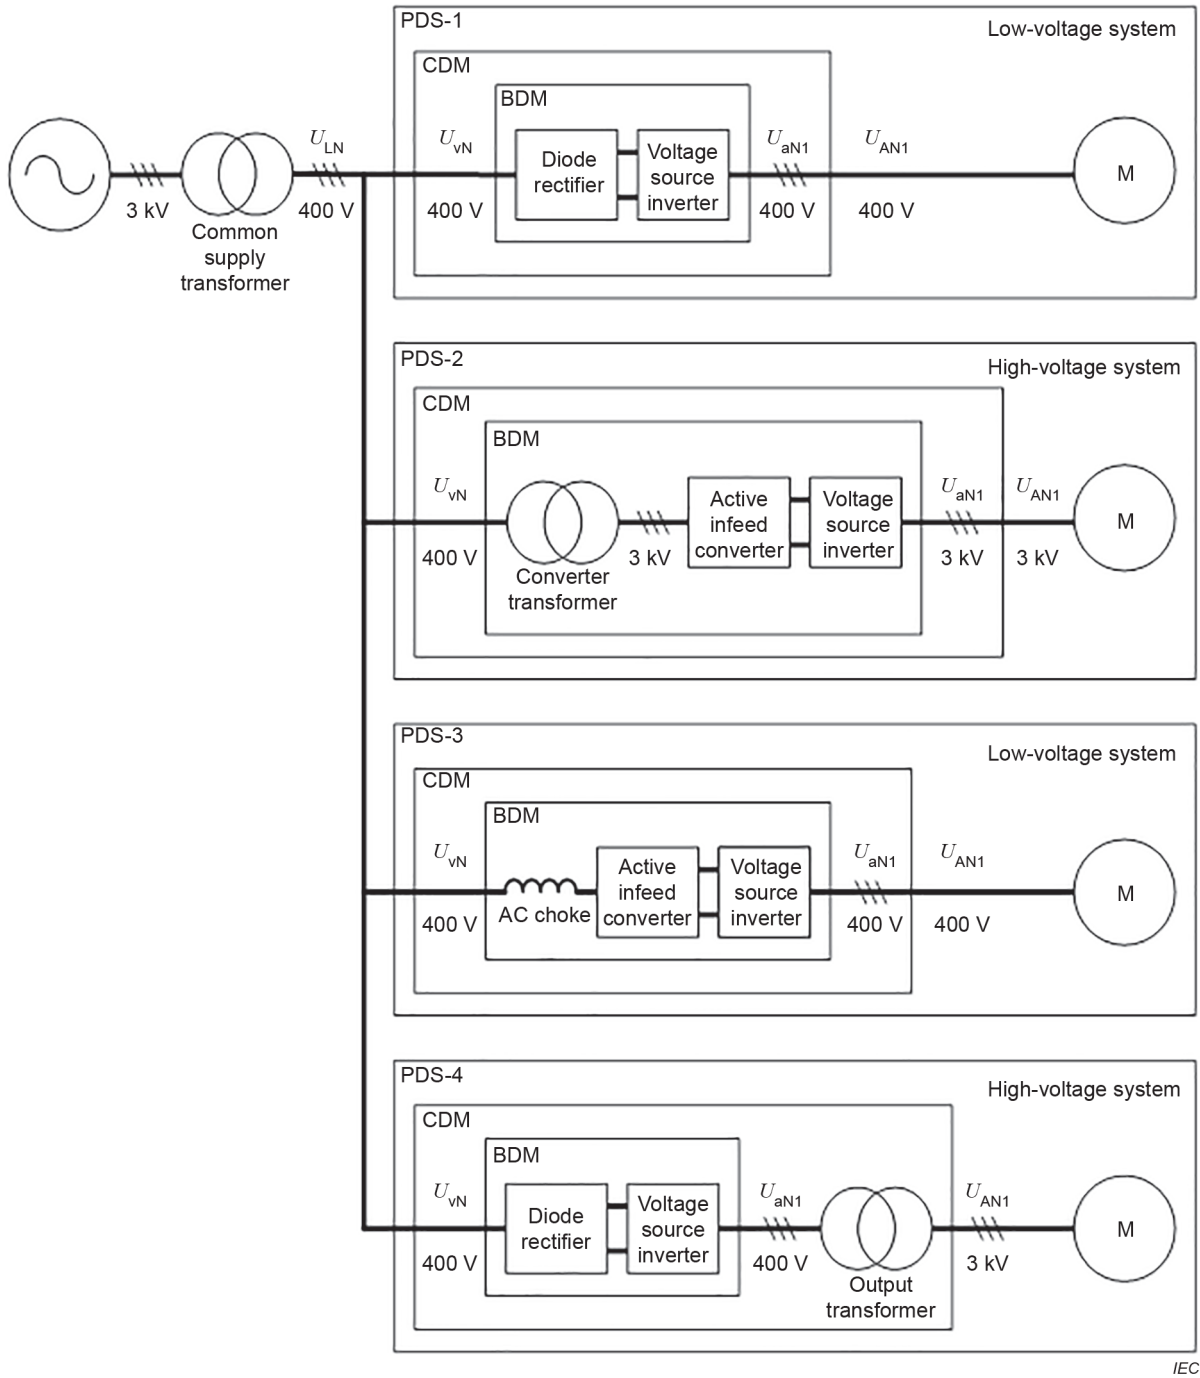 PDS-1
Low-voltage system
CDM
BDM
U_LN
U_vN
Diode
rectifier
Voltage
source
inverter
U_aN1
U_AN1
M
3 kV
400 V
400 V
400 V
400 V
Common
supply
transformer
PDS-2
High-voltage system
CDM
BDM
U_vN
Active
infeed
converter
Voltage
source
inverter
U_aN1
U_AN1
M
400 V
3 kV
3 kV
3 kV
Converter
transformer
PDS-3
Low-voltage system
CDM
BDM
U_vN
Active
infeed
converter
Voltage
source
inverter
U_aN1
U_AN1
M
AC choke
400 V
400 V
400 V
PDS-4
High-voltage system
CDM
BDM
U_vN
Diode
rectifier
Voltage
source
inverter
U_aN1
U_AN1
M
400 V
400 V
3 kV
Output
transformer
IEC